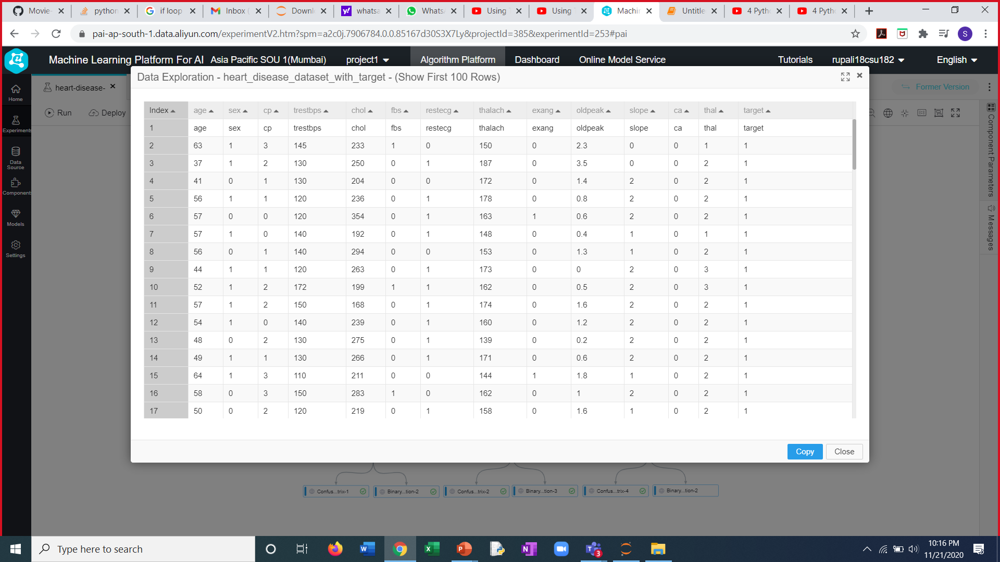 Movie- python if loop Inbox ( Downl whatsa Whats Using Using Machin Untitle 4 Pyth 4 Pyth
pai-ap-south-1.data.aliyun.com/experimentV2.htm?spm=a2c0j.7906784.0.0.85167d30S3X7Ly&projectId=385&experimentId=253#pai S
Machine Learning Platform For AI Asia Pacific SOU 1(Mumbai) project1 Algorithm Platform Dashboard Online Model Service Tutorials rupali18csu182 English
Data Exploration - heart_disease_dataset_with_target - (Show First 100 Rows)
heart-disease- Former Version
Run Deploy
Home
Experiments
Data
Source
Component
Models
Settings
Component Parameters
Messages
Index age sex cp trestbps chol fbs restecg thalach exang oldpeak slope ca thal target
1 age sex cp trestbps chol fbs restecg thalach exang oldpeak slope ca thal target
2 63 1 3 145 233 1 0 150 0 2.3 0 0 1 1
3 37 1 2 130 250 0 1 187 0 3.5 0 0 2 1
4 41 0 1 130 204 0 0 172 0 1.4 2 0 2 1
5 56 1 1 120 236 0 1 178 0 0.8 2 0 2 1
6 57 0 0 120 354 0 1 163 1 0.6 2 0 2 1
7 57 1 0 140 192 0 1 148 0 0.4 1 0 1 1
8 56 0 1 140 294 0 0 153 0 1.3 1 0 2 1
9 44 1 1 120 263 0 1 173 0 0 2 0 3 1
10 52 1 2 172 199 1 1 162 0 0.5 2 0 3 1
11 57 1 2 150 168 0 1 174 0 1.6 2 0 2 1
12 54 1 0 140 239 0 1 160 0 1.2 2 0 2 1
13 48 0 2 130 275 0 1 139 0 0.2 2 0 2 1
14 49 1 1 130 266 0 1 171 0 0.6 2 0 2 1
15 64 1 3 110 211 0 0 144 1 1.8 1 0 2 1
16 58 0 3 150 283 1 0 162 0 1 2 0 2 1
17 50 0 2 120 219 0 1 158 0 1.6 1 0 2 1
Copy Close
Confus...trix-1 Binary...tion-2 Confus...trix-2 Binary...tion-3 Confus...trix-4 Binary...tion-2
Type here to search
3
10:16 PM
11/21/2020